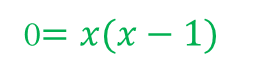 0= x(x − 1)